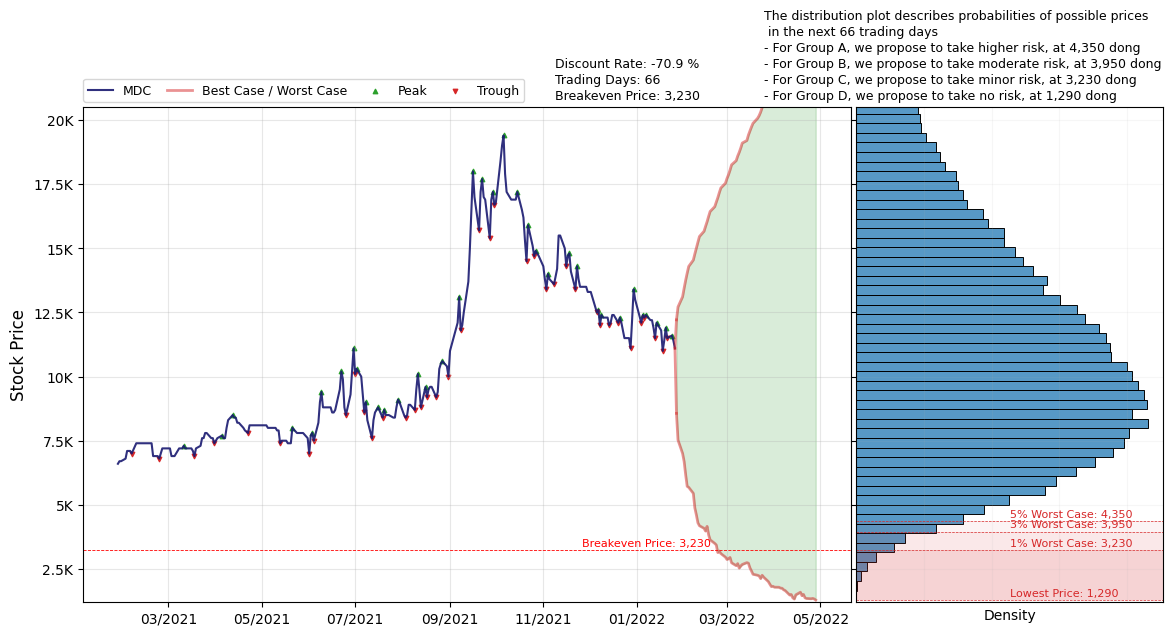 The distribution plot describes probabilities of possible prices
in the next 66 trading days
- For Group A, we propose to take higher risk, at 4,350 dong
- For Group B, we propose to take moderate risk, at 3,950 dong
- For Group C, we propose to take minor risk, at 3,230 dong
- For Group D, we propose to take no risk, at 1,290 dong
Discount Rate: -70.9 %
Trading Days: 66
Breakeven Price: 3,230
MDC
Best Case / Worst Case
Peak
Trough
Stock Price
20K
17.5K
15K
12.5K
10K
7.5K
5K
2.5K
Breakeven Price: 3,230
03/2021
05/2021
07/2021
09/2021
11/2021
01/2022
03/2022
05/2022
5% Worst Case: 4,350
3% Worst Case: 3,950
1% Worst Case: 3,230
Lowest Price: 1,290
Density